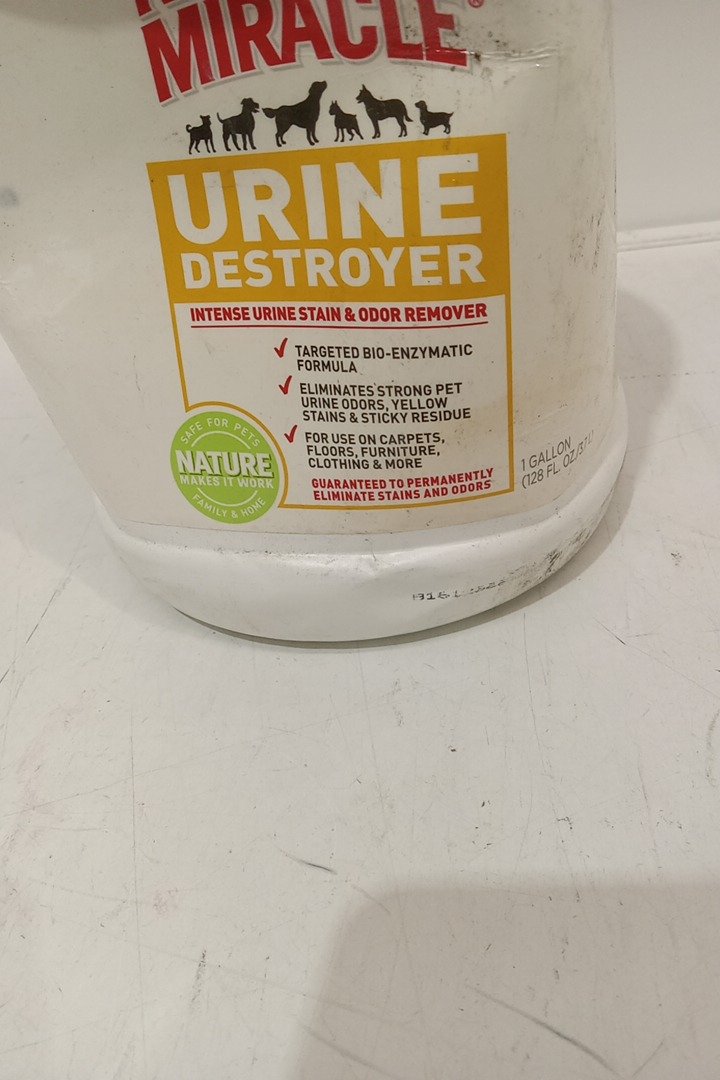 MIRACLE®
URINE
DESTROYER
INTENSE URINE STAIN & ODOR REMOVER
TARGETED BIO-ENZYMATIC
FORMULA
ELIMINATES STRONG PET
URINE ODORS, YELLOW
STAINS & STICKY RESIDUE
FOR USE ON CARPETS,
FLOORS, FURNITURE,
CLOTHING & MORE
GUARANTEED TO PERMANENTLY
ELIMINATE STAINS AND ODORS
SAFE FOR PETS
NATURE
MAKES IT WORK
FAMILY & HOME
1 GALLON
(128 FL. OZ./3.7 L)